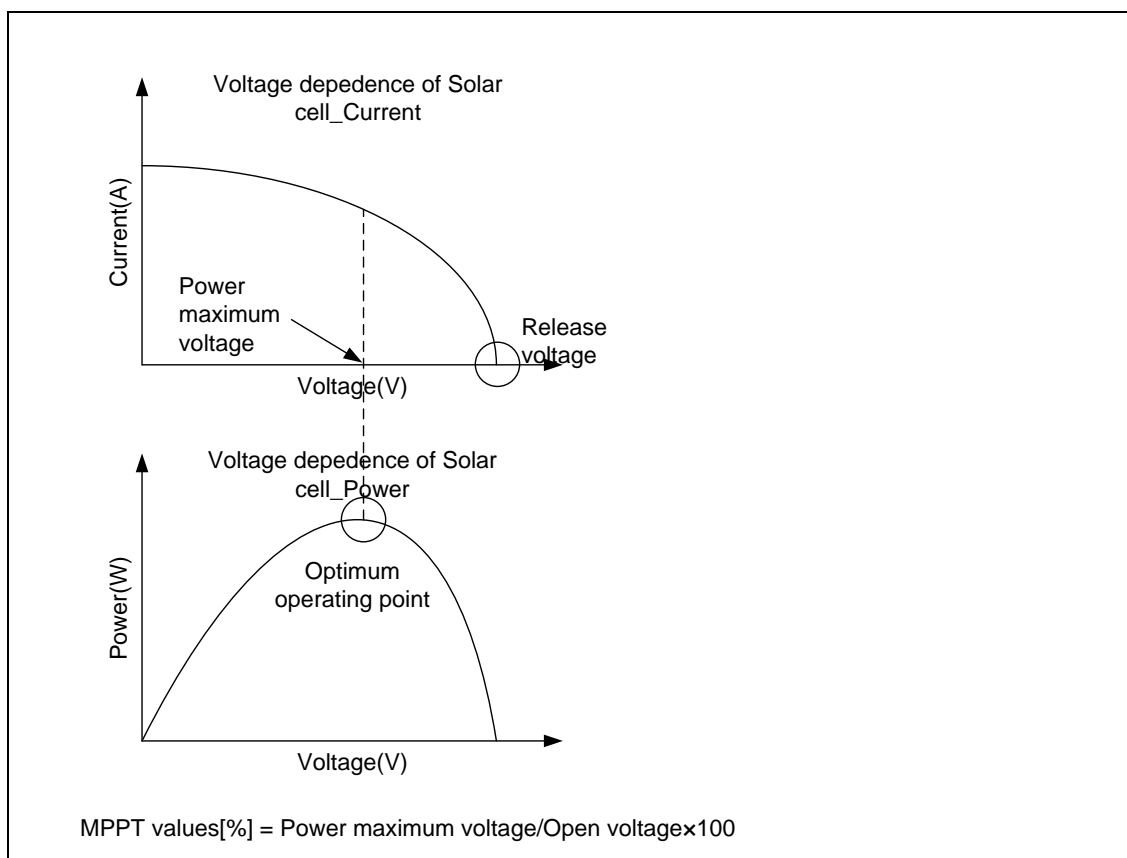 Voltage depedence of Solar
cell_Current
Current(A)
Power
maximum
voltage
Release
voltage
Voltage(V)
Voltage depedence of Solar
cell_Power
Power(W)
Optimum
operating point
Voltage(V)
MPPT values[%] = Power maximum voltage/Open voltage×100